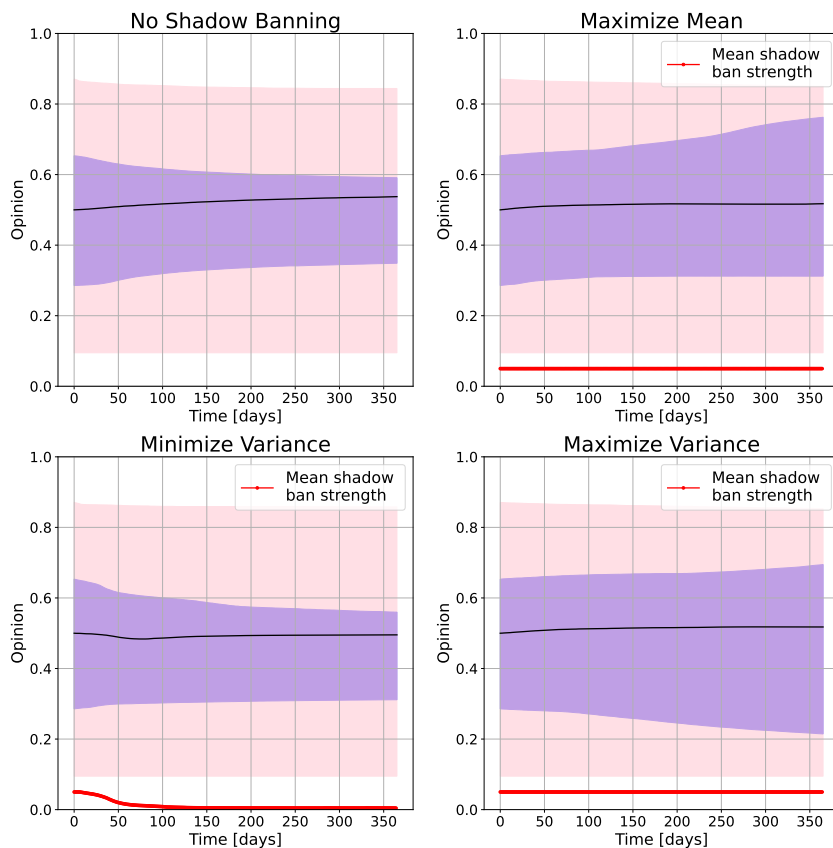 No Shadow Banning
1.0
0.8
0.6
0.4
0.2
0.0
Opinion
0 50 100 150 200 250 300 350
Time [days]
Maximize Mean
Mean shadow
ban strength
1.0
0.8
0.6
0.4
0.2
0.0
Opinion
0 50 100 150 200 250 300 350
Time [days]
Minimize Variance
Mean shadow
ban strength
1.0
0.8
0.6
0.4
0.2
0.0
Opinion
0 50 100 150 200 250 300 350
Time [days]
Maximize Variance
Mean shadow
ban strength
1.0
0.8
0.6
0.4
0.2
0.0
Opinion
0 50 100 150 200 250 300 350
Time [days]